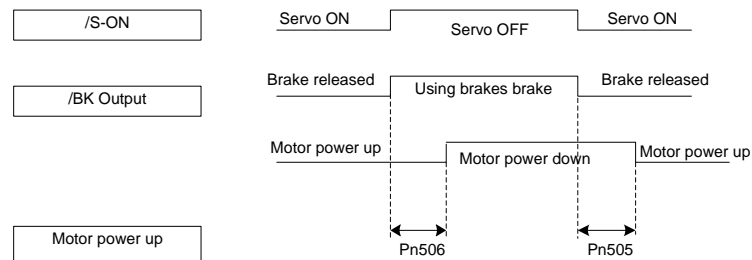 /S-ON
Servo ON
Servo OFF
Servo ON
/BK Output
Brake released
Using brakes brake
Brake released
Motor power up
Motor power down
Motor power up
Motor power up
Pn506
Pn505